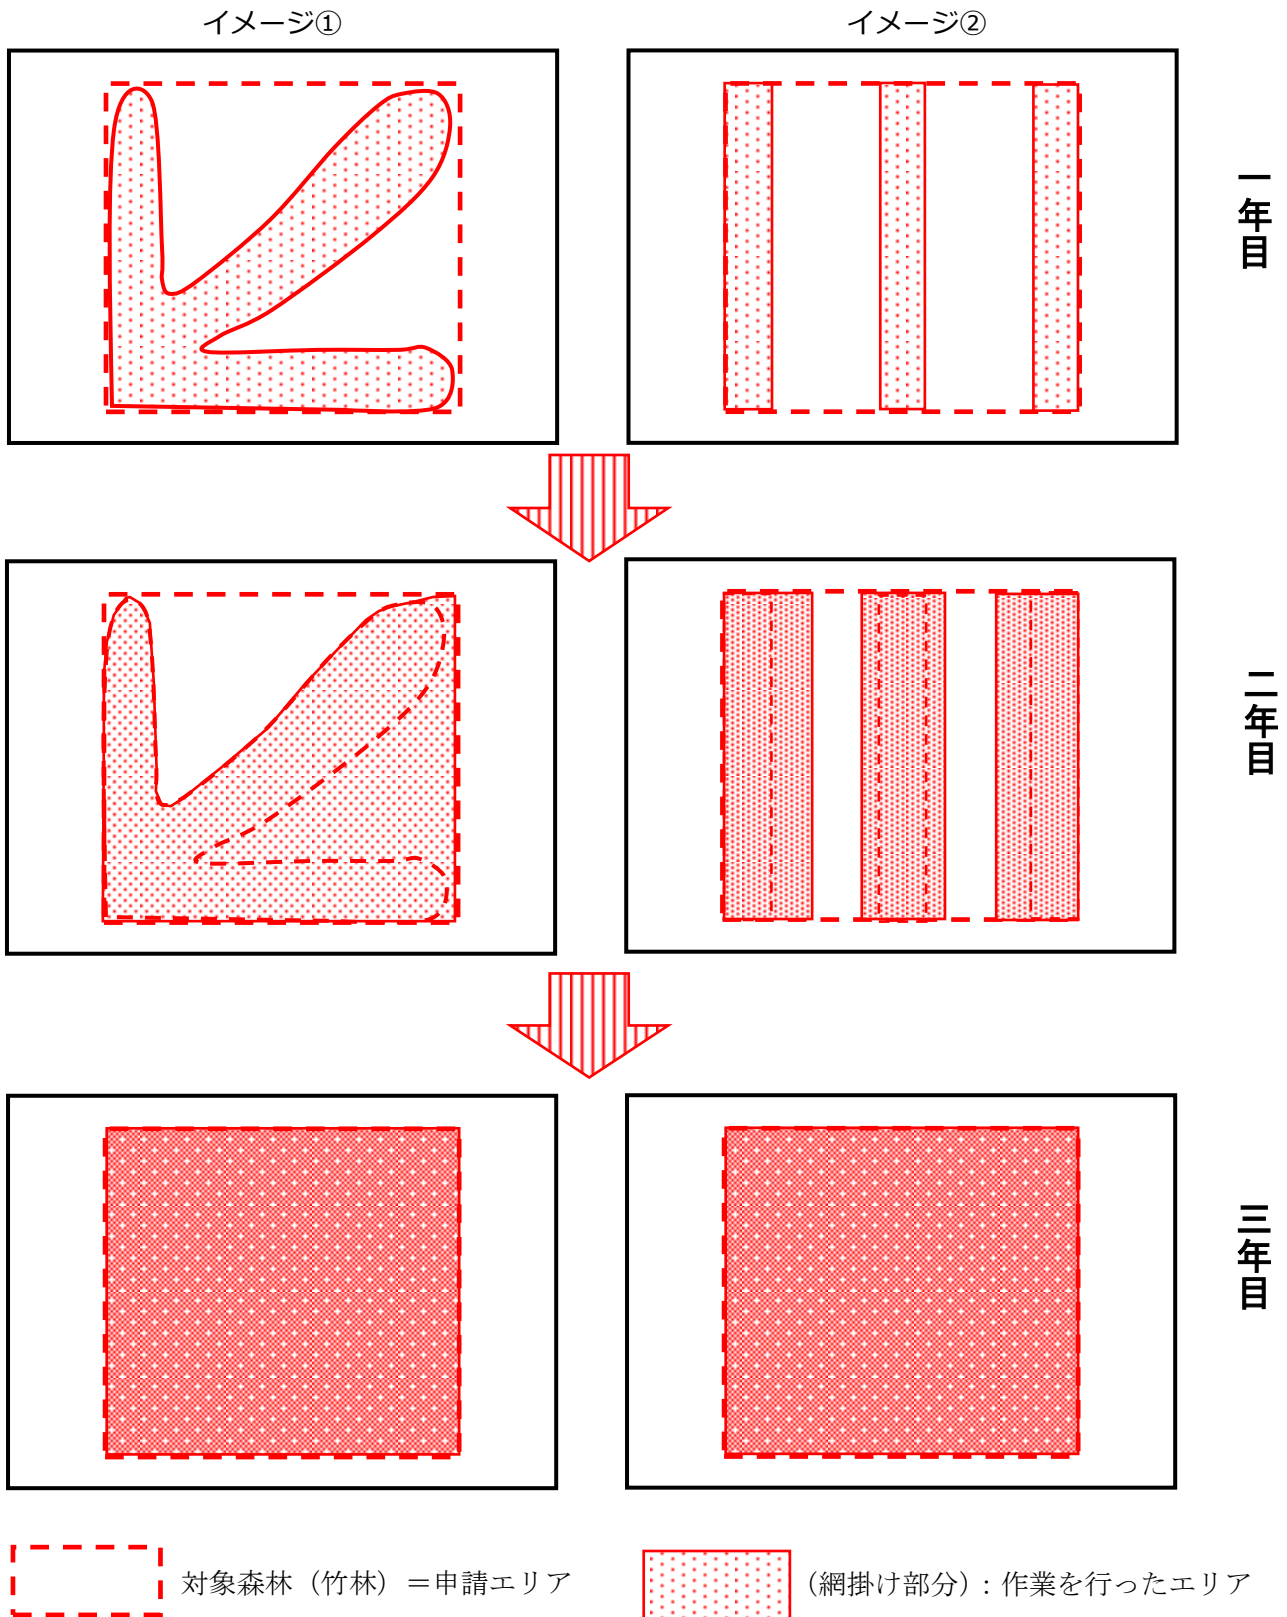 イメージ①
イメージ②
一年目
二年目
三年目
対象森林（竹林）＝申請エリア
（網掛け部分）：作業を行ったエリア